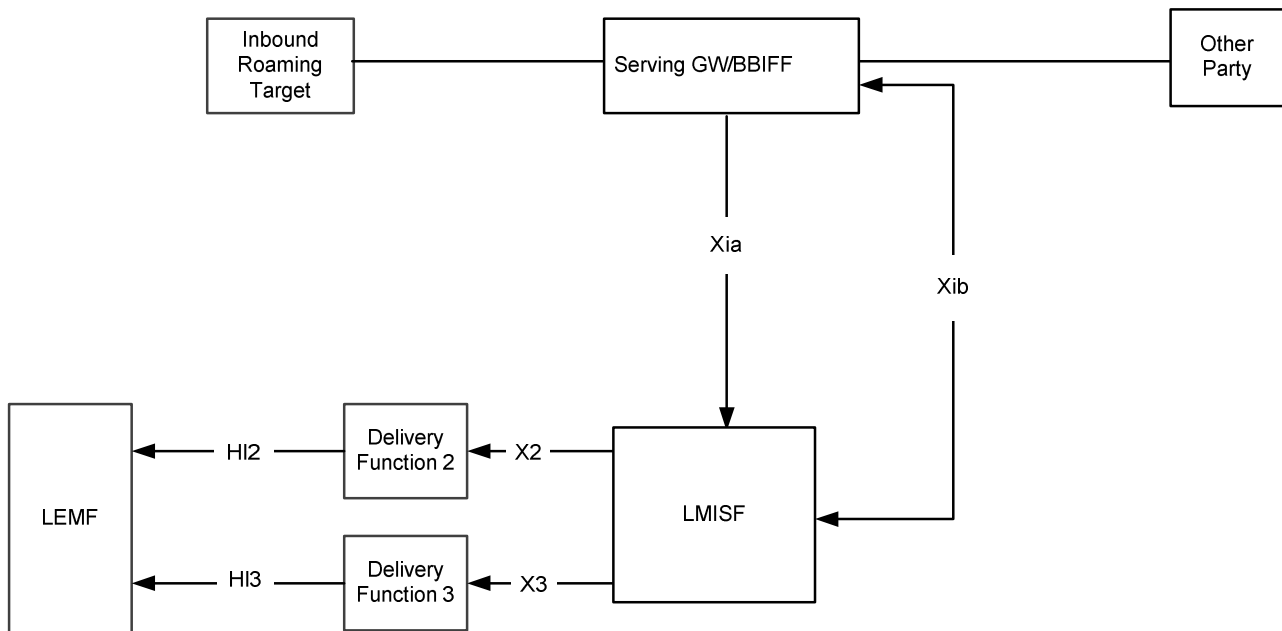 Inbound
Roaming
Target
Serving GW/BBIFF
Other
Party
Xia
Xib
LEMF
HI2
Delivery
Function 2
X2
LMISF
HI3
Delivery
Function 3
X3